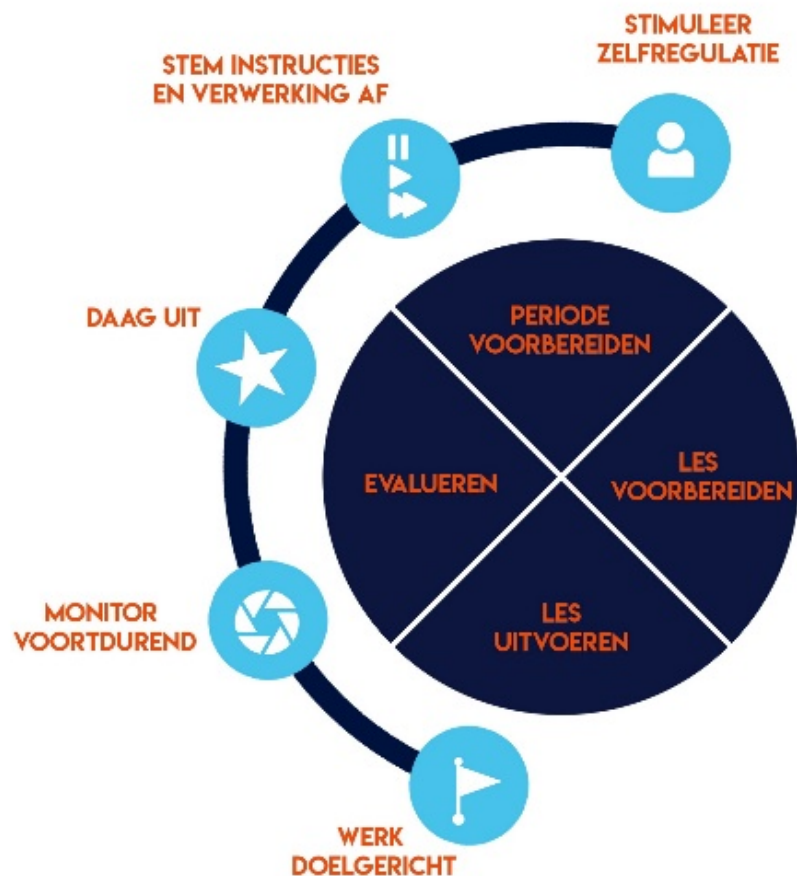 STIMULEER
ZELFREGULATIE
STEM INSTRUCTIES
EN VERWERKING AF
DAAG UIT
PERIODE
VOORBEREIDEN
EVALUEREN
LES
VOORBEREIDEN
LES
UITVOEREN
MONITOR
VOORTDUREND
WERK
DOELGERICHT